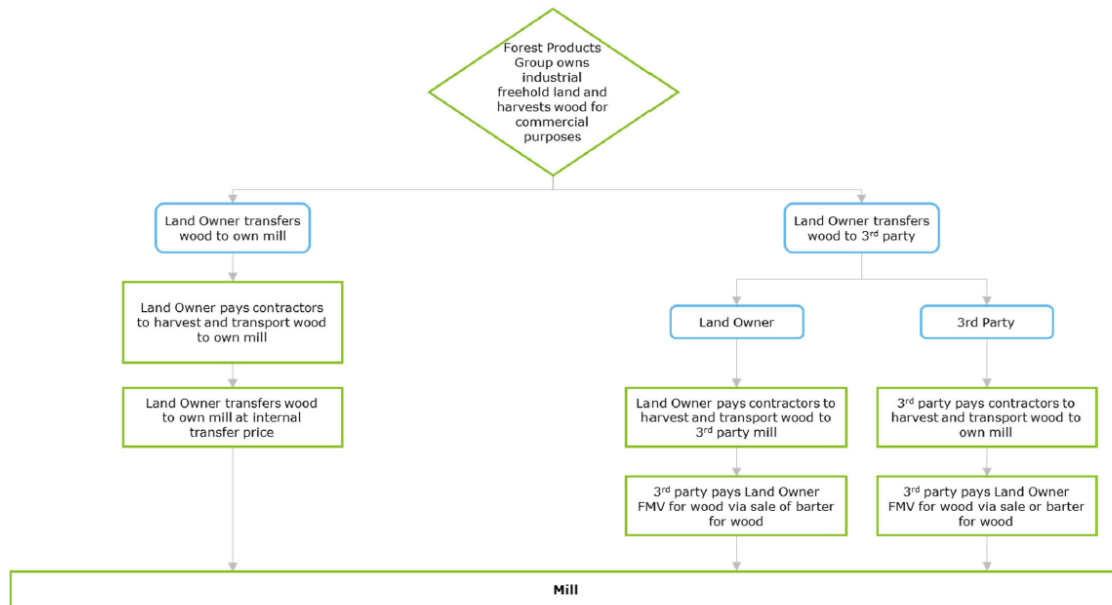 Forest Products
Group owns
industrial
freehold land and
harvests wood for
commercial
purposes
Land Owner transfers
wood to own mill
Land Owner transfers
wood to 3rd party
Land Owner pays contractors
to harvest and transport wood
to own mill
Land Owner
3rd Party
Land Owner transfers wood
to own mill at internal
transfer price
Land Owner pays contractors to
harvest and transport wood to
3rd party mill
3rd party pays contractors to
harvest and transport wood to
own mill
3rd party pays Land Owner
FMV for wood via sale of barter
for wood
3rd party pays Land Owner
FMV for wood via sale or barter
for wood
Mill